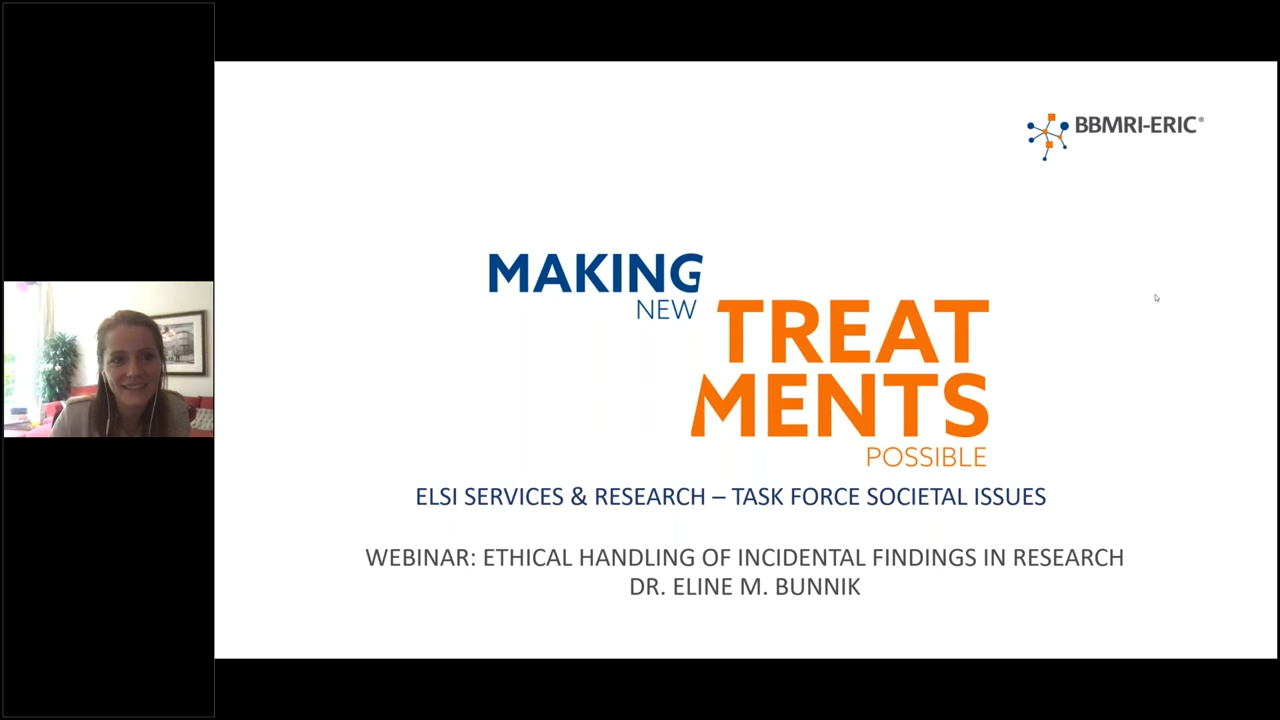 BBMRI-ERIC®
MAKING
NEW
TREAT
MENTS
POSSIBLE
ELSI SERVICES & RESEARCH – TASK FORCE SOCIETAL ISSUES
WEBINAR: ETHICAL HANDLING OF INCIDENTAL FINDINGS IN RESEARCH
DR. ELINE M. BUNNIK